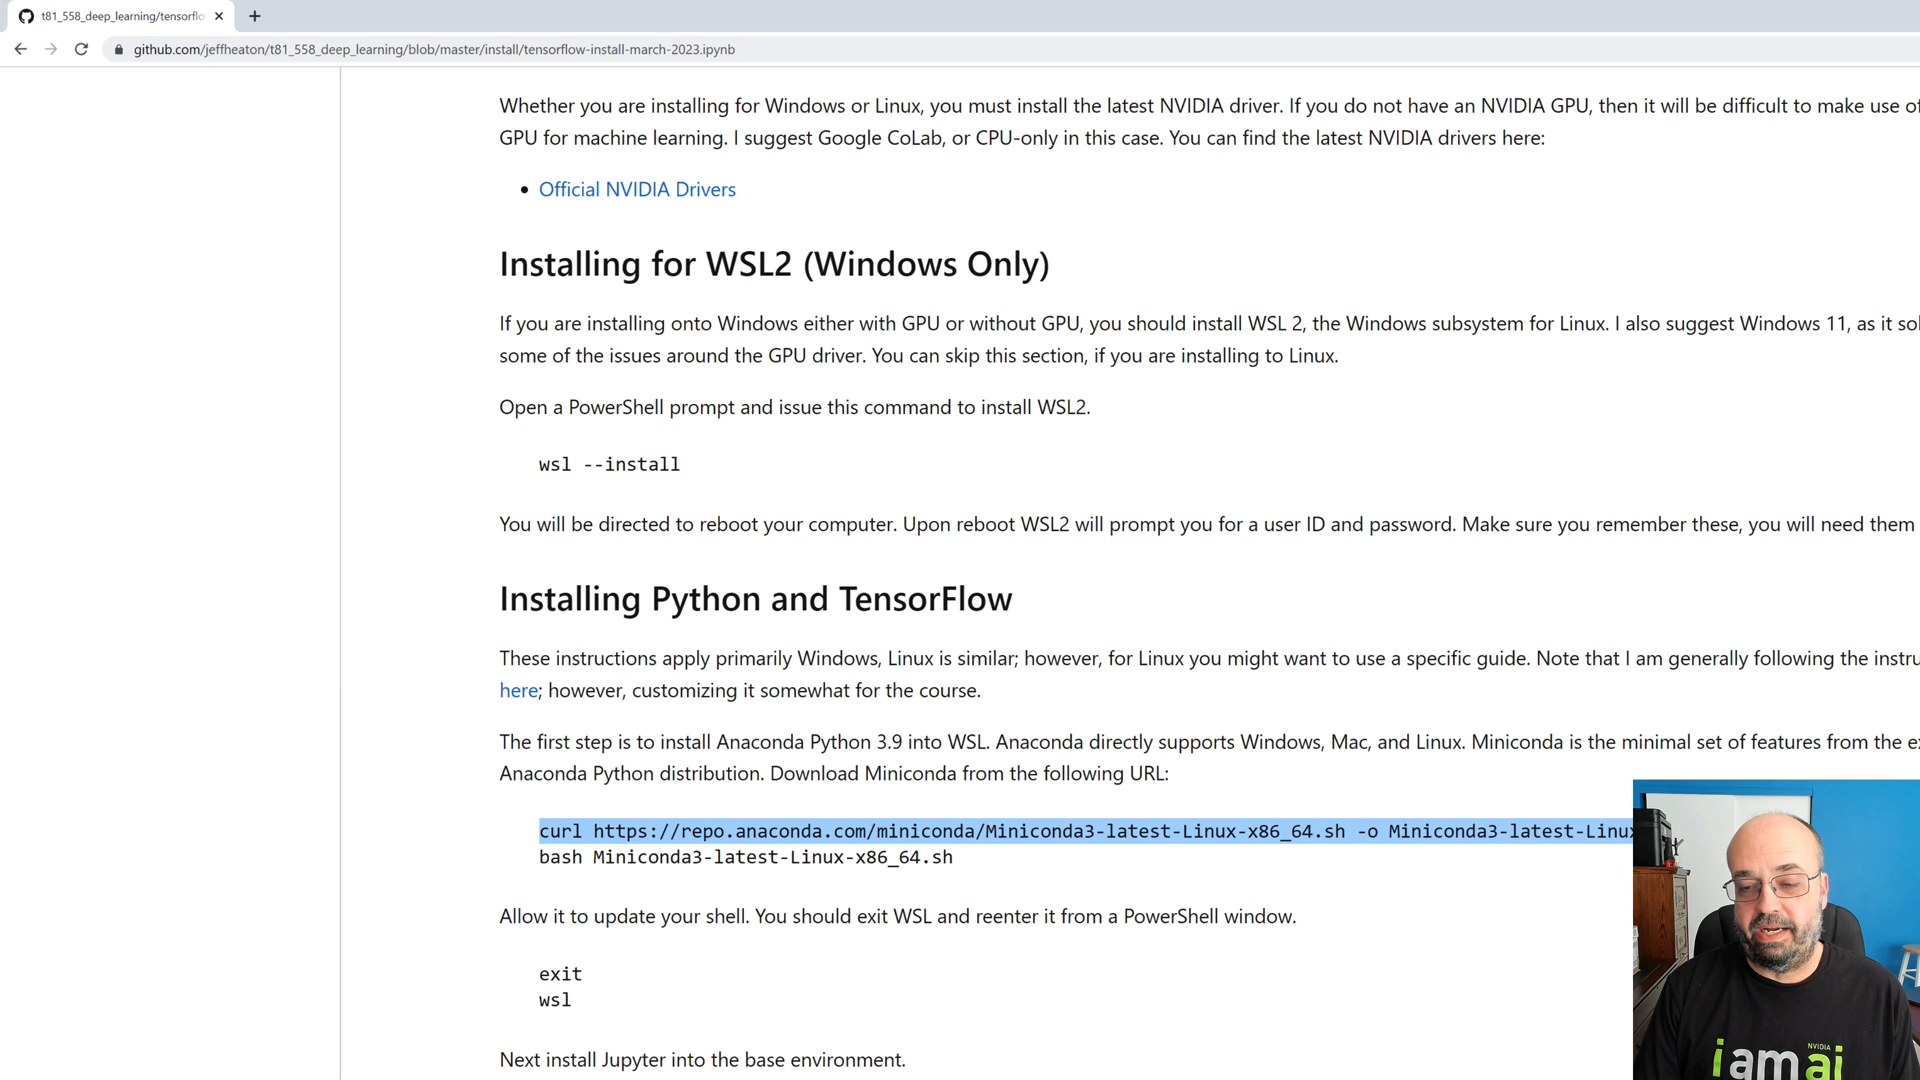 t81_558_deep_learning/tensorflo
github.com/jeffheaton/t81_558_deep_learning/blob/master/install/tensorflow-install-march-2023.ipynb
Whether you are installing for Windows or Linux, you must install the latest NVIDIA driver. If you do not have an NVIDIA GPU, then it will be difficult to make use of
GPU for machine learning. I suggest Google CoLab, or CPU-only in this case. You can find the latest NVIDIA drivers here:
• Official NVIDIA Drivers
Installing for WSL2 (Windows Only)
If you are installing onto Windows either with GPU or without GPU, you should install WSL 2, the Windows subsystem for Linux. I also suggest Windows 11, as it sol
some of the issues around the GPU driver. You can skip this section, if you are installing to Linux.
Open a PowerShell prompt and issue this command to install WSL2.
wsl --install
You will be directed to reboot your computer. Upon reboot WSL2 will prompt you for a user ID and password. Make sure you remember these, you will need them
Installing Python and TensorFlow
These instructions apply primarily Windows, Linux is similar; however, for Linux you might want to use a specific guide. Note that I am generally following the instru
here; however, customizing it somewhat for the course.
The first step is to install Anaconda Python 3.9 into WSL. Anaconda directly supports Windows, Mac, and Linux. Miniconda is the minimal set of features from the e
Anaconda Python distribution. Download Miniconda from the following URL:
curl https://repo.anaconda.com/miniconda/Miniconda3-latest-Linux-x86_64.sh -o Miniconda3-latest-Linux
bash Miniconda3-latest-Linux-x86_64.sh
Allow it to update your shell. You should exit WSL and reenter it from a PowerShell window.
exit
wsl
Next install Jupyter into the base environment.
NVIDIA
i am ai